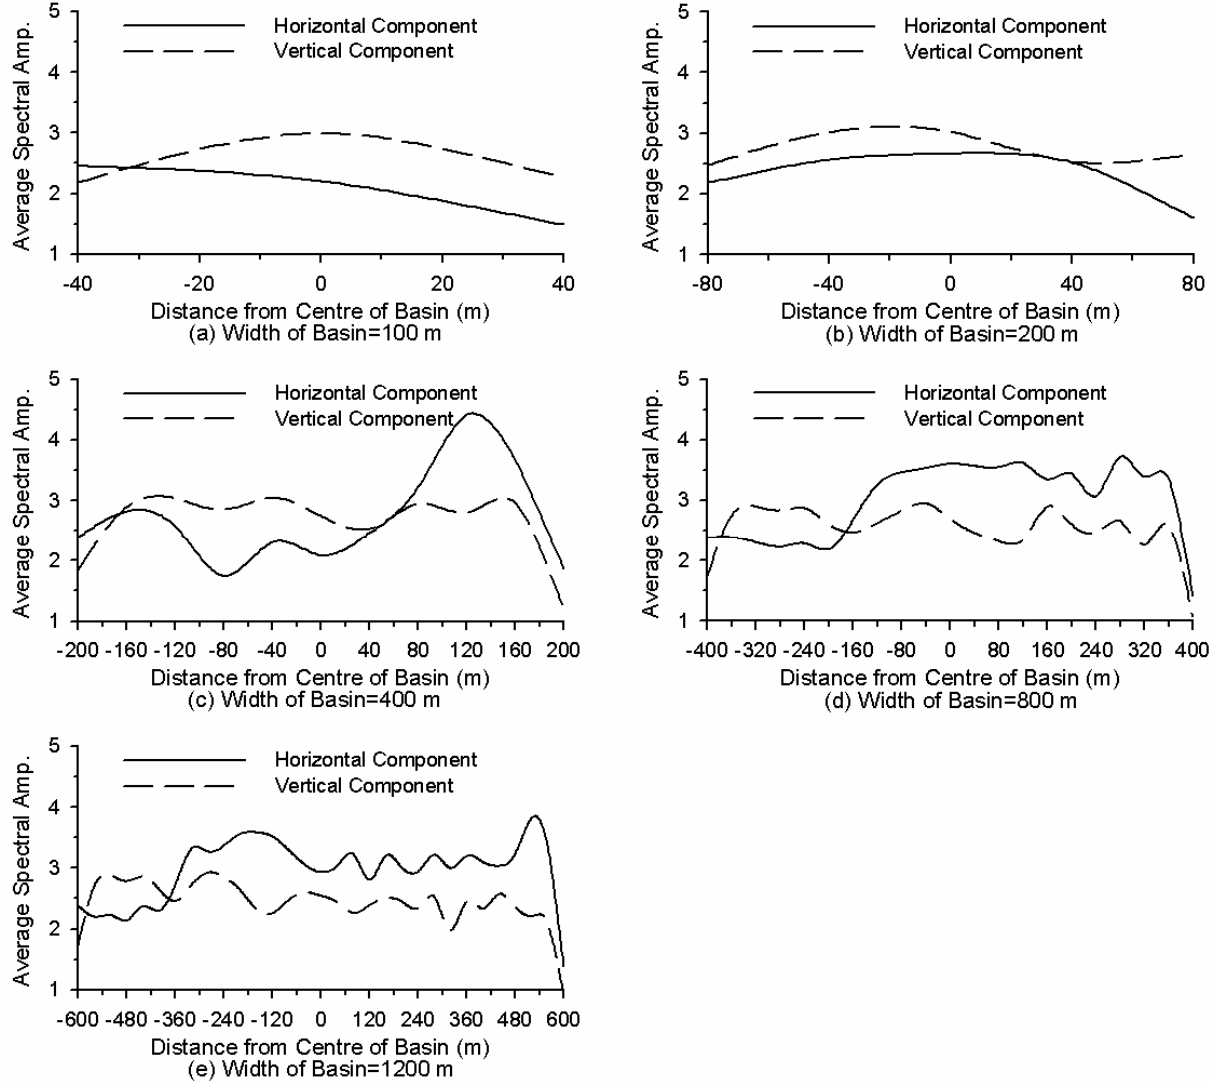 Average Spectral Amp.
5
4
3
2
1
Horizontal Component
Vertical Component
-40 -20 0 20 40
Distance from Centre of Basin (m)
(a) Width of Basin=100 m
Average Spectral Amp.
5
4
3
2
1
Horizontal Component
Vertical Component
-80 -40 0 40 80
Distance from Centre of Basin (m)
(b) Width of Basin=200 m
Average Spectral Amp.
5
4
3
2
1
Horizontal Component
Vertical Component
-200 -160 -120 -80 -40 0 40 80 120 160 200
Distance from Centre of Basin (m)
(c) Width of Basin=400 m
Average Spectral Amp.
5
4
3
2
1
Horizontal Component
Vertical Component
-400 -320 -240 -160 -80 0 80 160 240 320 400
Distance from Centre of Basin (m)
(d) Width of Basin=800 m
Average Spectral Amp.
5
4
3
2
1
Horizontal Component
Vertical Component
-600 -480 -360 -240 -120 0 120 240 360 480 600
Distance from Centre of Basin (m)
(e) Width of Basin=1200 m